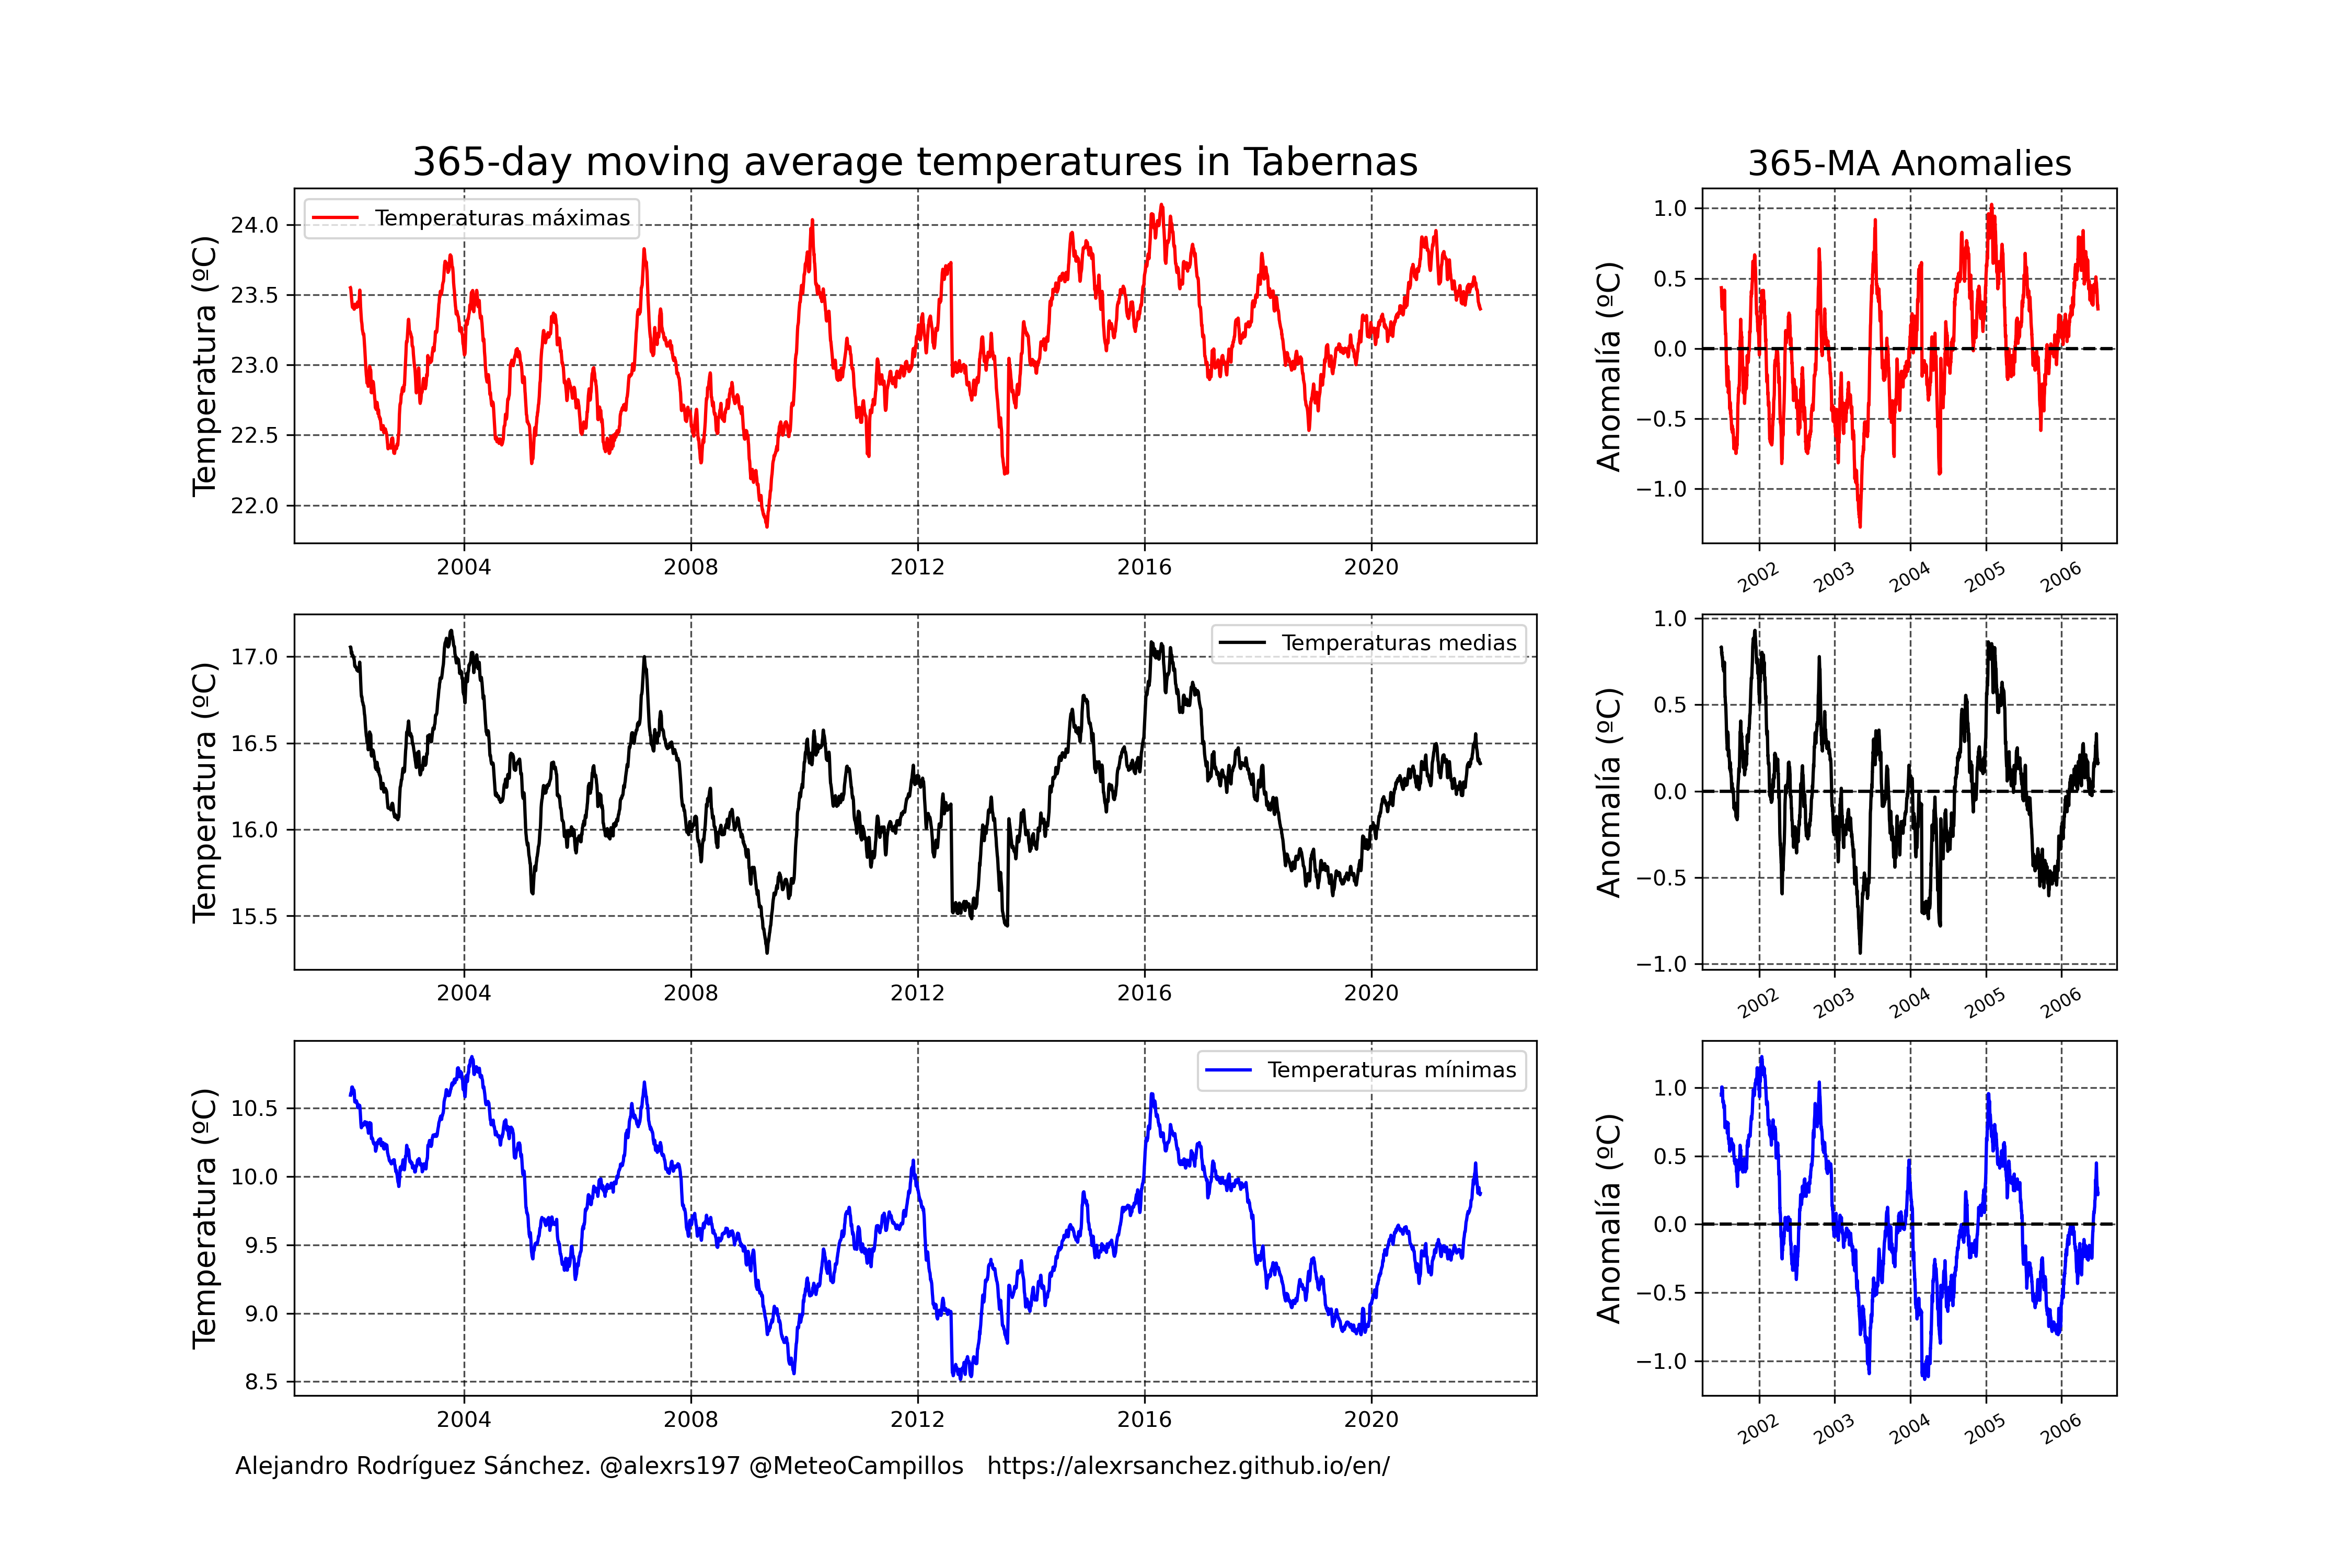 365-day moving average temperatures in Tabernas
365-MA Anomalies
Temperatura (ºC)
24.0
23.5
23.0
22.5
22.0
Temperaturas máximas
2004 2008 2012 2016 2020
Anomalía (ºC)
1.0
0.5
0.0
−0.5
−1.0
2002 2003 2004 2005 2006
Temperatura (ºC)
17.0
16.5
16.0
15.5
Temperaturas medias
2004 2008 2012 2016 2020
Anomalía (ºC)
1.0
0.5
0.0
−0.5
−1.0
2002 2003 2004 2005 2006
Temperatura (ºC)
10.5
10.0
9.5
9.0
8.5
Temperaturas mínimas
2004 2008 2012 2016 2020
Anomalía (ºC)
1.0
0.5
0.0
−0.5
−1.0
2002 2003 2004 2005 2006
Alejandro Rodríguez Sánchez. @alexrs197 @MeteoCampillos https://alexrsanchez.github.io/en/